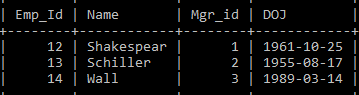 Emp_Id | Name | Mgr_id | DOJ
12 | Shakespear | 1 | 1961-10-25
13 | Schiller | 2 | 1955-08-17
14 | Wall | 3 | 1989-03-14